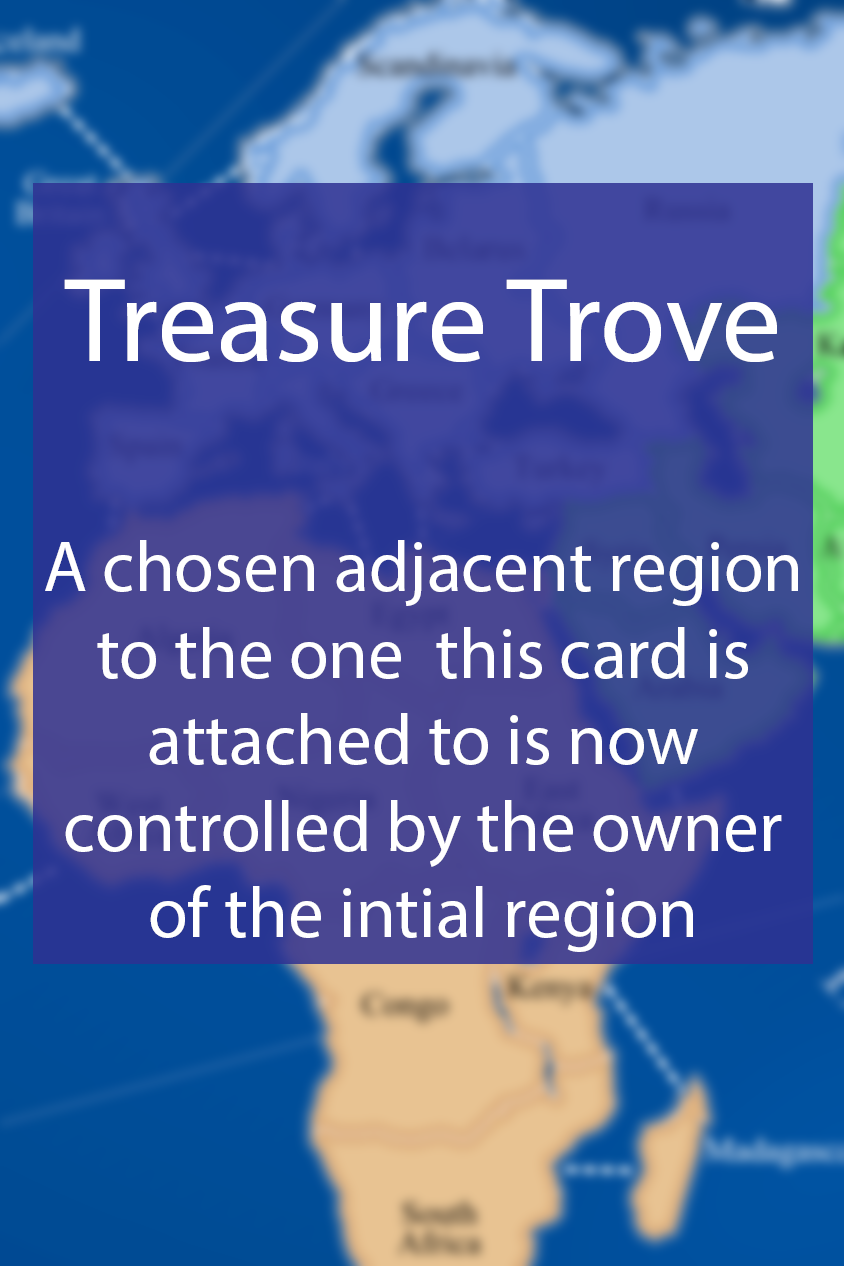 Scandinavia
Treasure Trove
A chosen adjacent region
to the one  this card is
attached to is now
controlled by the owner
of the intial region
Congo
Kenya
South
Africa